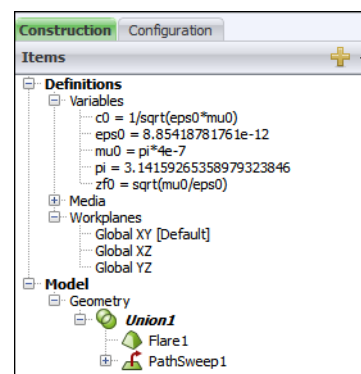 Construction Configuration
Items
Definitions
Variables
c0 = 1/sqrt(eps0*mu0)
eps0 = 8.85418781761e-12
mu0 = pi*4e-7
pi = 3.14159265358979323846
zf0 = sqrt(mu0/eps0)
Media
Workplanes
Global XY [Default]
Global XZ
Global YZ
Model
Geometry
Union1
Flare1
PathSweep1